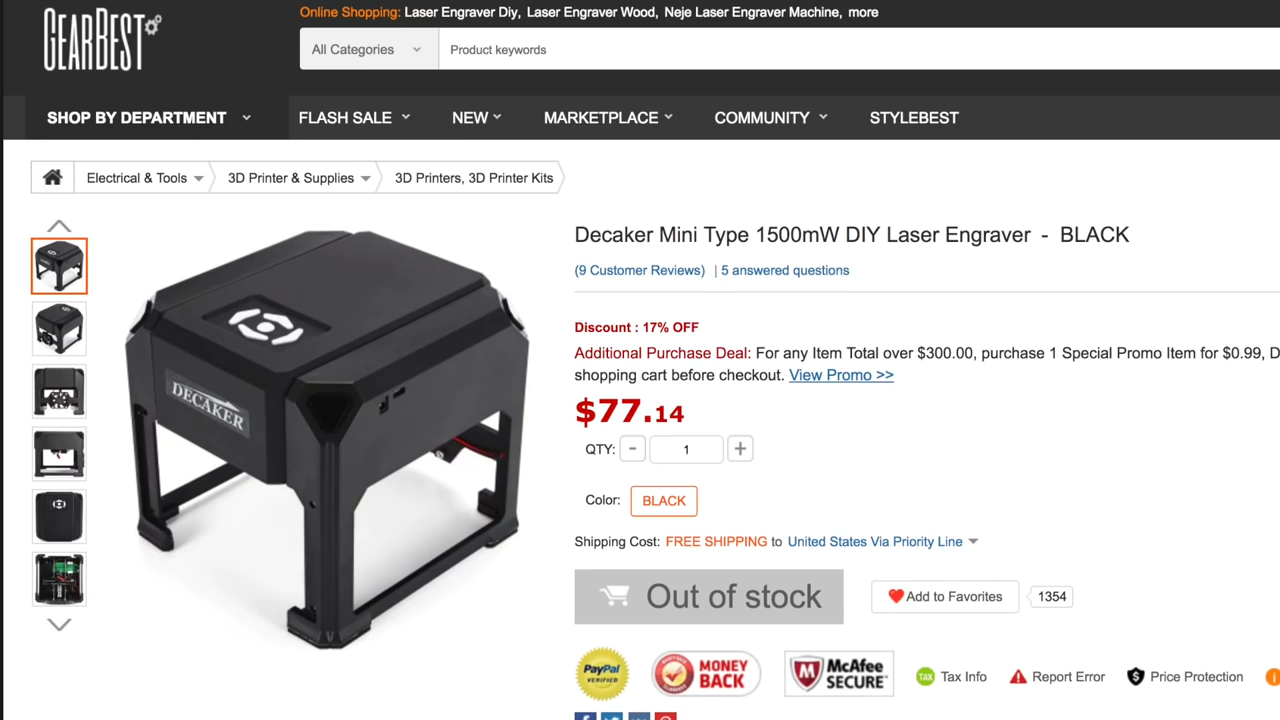 GEARBEST
Online Shopping: Laser Engraver Diy, Laser Engraver Wood, Neje Laser Engraver Machine, more
All Categories
Product keywords
SHOP BY DEPARTMENT
FLASH SALE
NEW
MARKETPLACE
COMMUNITY
STYLEBEST
Electrical & Tools
3D Printer & Supplies
3D Printers, 3D Printer Kits
DECAKER
Decaker Mini Type 1500mW DIY Laser Engraver - BLACK
(9 Customer Reviews) | 5 answered questions
Discount : 17% OFF
Additional Purchase Deal: For any Item Total over $300.00, purchase 1 Special Promo Item for $0.99, D
shopping cart before checkout. View Promo >>
$77.14
QTY: - 1 +
Color: BLACK
Shipping Cost: FREE SHIPPING to United States Via Priority Line
Out of stock
Add to Favorites
1354
PayPal
VERIFIED
MONEY
BACK
McAfee
SECURE™
TAX Tax Info
Report Error
$ Price Protection